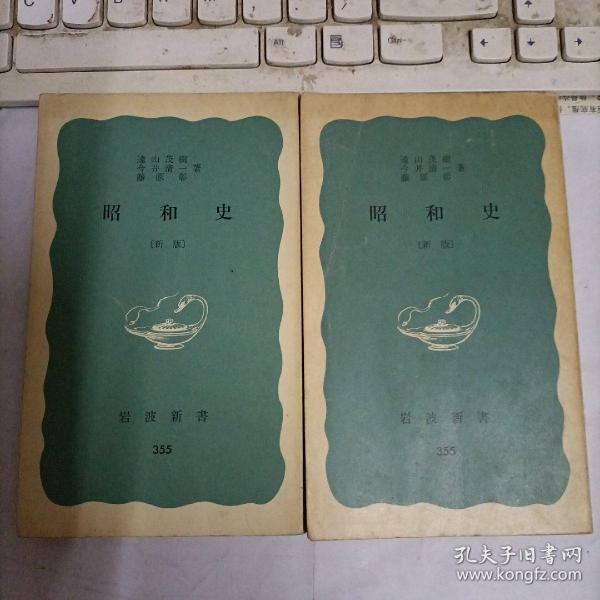 Alt
Ctrl
遠山茂樹
今井清一著
藤原彰
昭和史
[新版]
岩波新書
355
遠山茂樹
今井清一著
藤原彰
昭和史
[新版]
岩波新書
355
孔夫子旧书网
www.kongfz.com